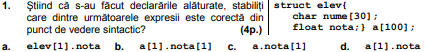 1. Ştiind că s-au făcut declarările alăturate, stabiliţi care dintre următoarele expresii este corectă din punct de vedere sintactic? (4p.)
struct elev{
char nume[30];
float nota;} a[100];
a. elev[1].nota b. a[1].nota[1] c. a.nota[1] d. a[1].nota